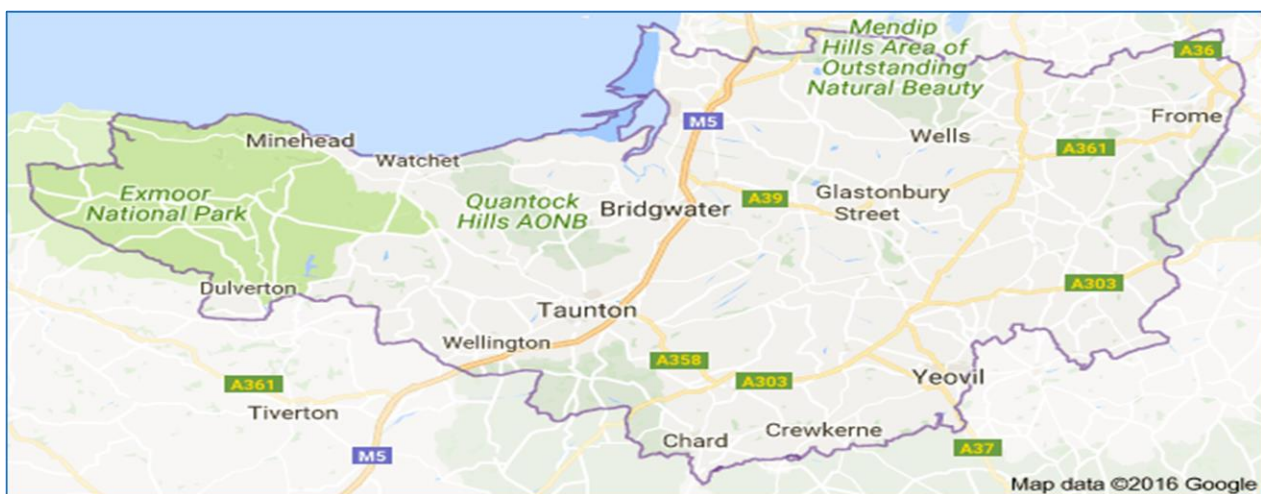 Mendip
Hills Area of
Outstanding
Natural Beauty
A36
M5
Frome
Minehead
Wells
A361
Watchet
Exmoor
National Park
Quantock
Hills AONB
A39
Glastonbury
Street
Bridgwater
Dulverton
A303
Taunton
Wellington
A358
A303
Yeovil
A361
Tiverton
Crewkerne
Chard
A37
M5
Map data ©2016 Google